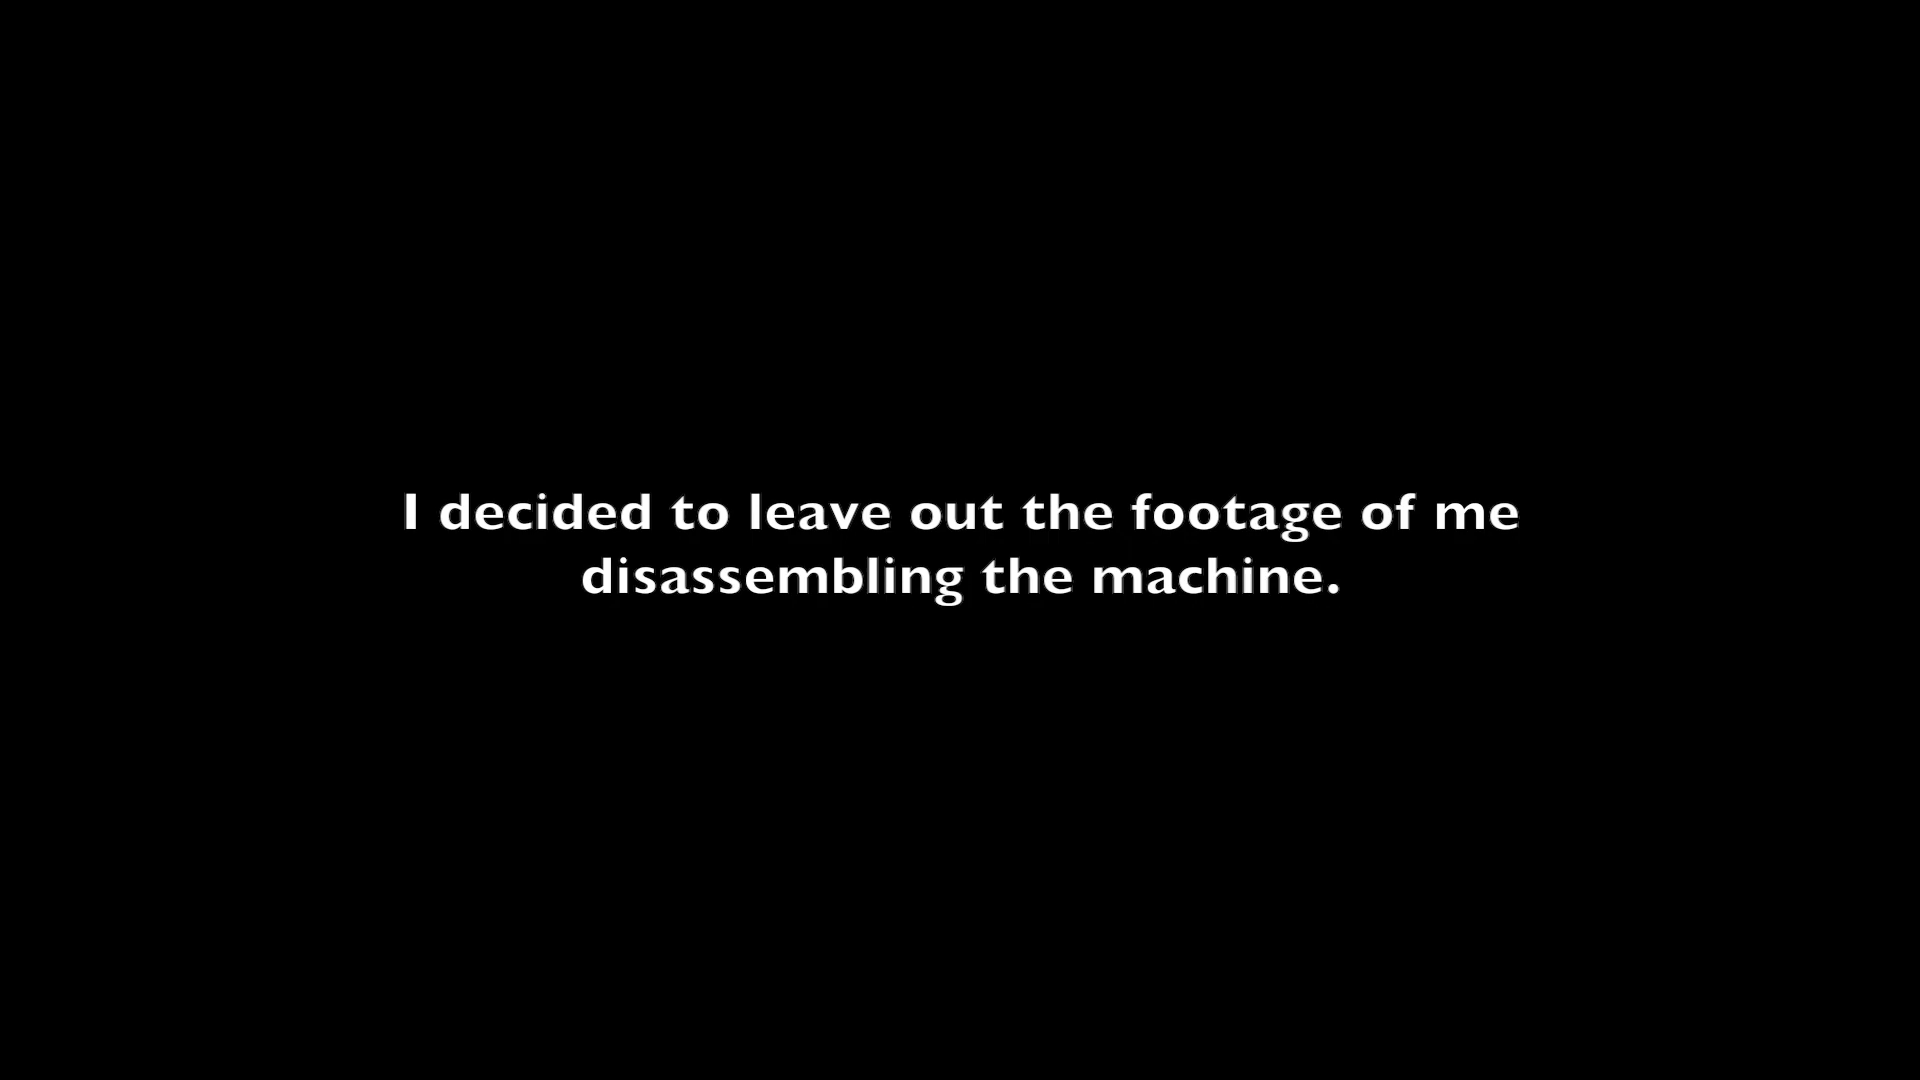 I decided to leave out the footage of me
disassembling the machine.